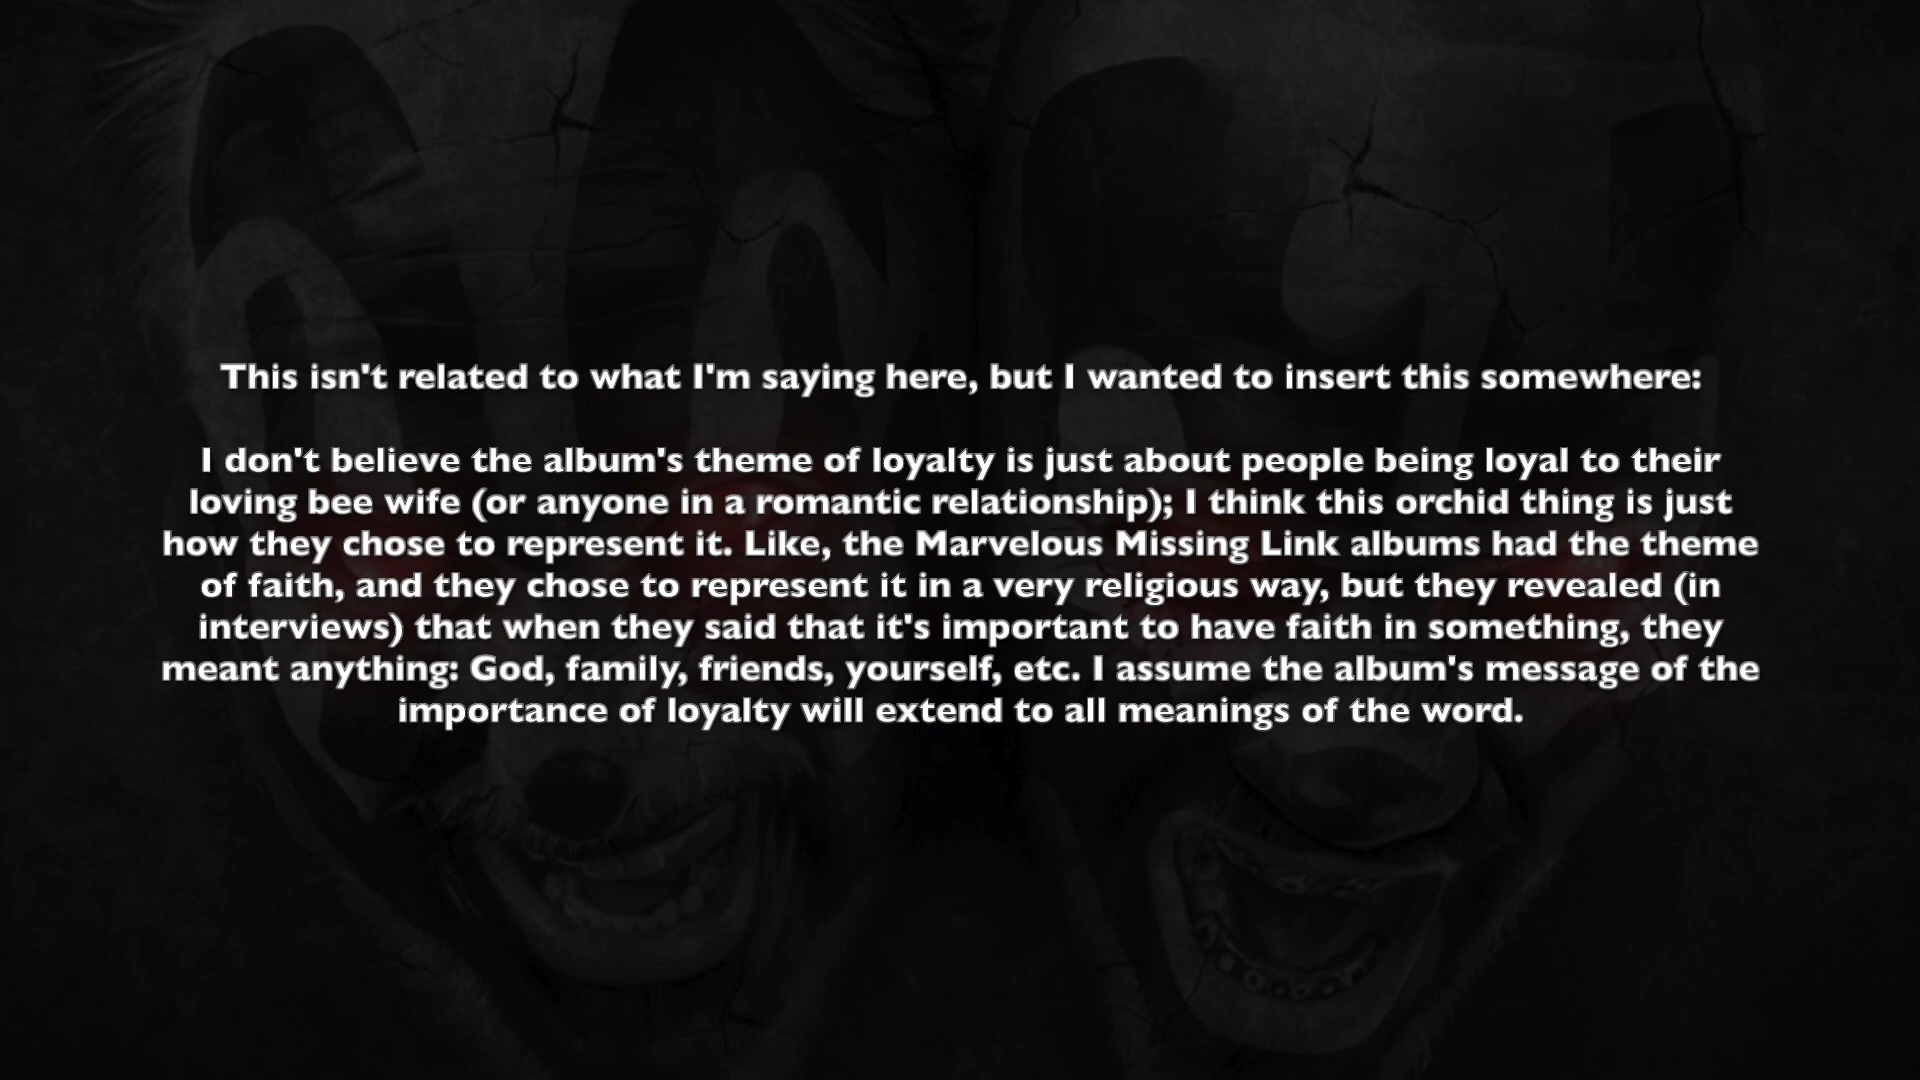 This isn't related to what I'm saying here, but I wanted to insert this somewhere:
I don't believe the album's theme of loyalty is just about people being loyal to their
loving bee wife (or anyone in a romantic relationship); I think this orchid thing is just
how they chose to represent it. Like, the Marvelous Missing Link albums had the theme
of faith, and they chose to represent it in a very religious way, but they revealed (in
interviews) that when they said that it's important to have faith in something, they
meant anything: God, family, friends, yourself, etc. I assume the album's message of the
importance of loyalty will extend to all meanings of the word.